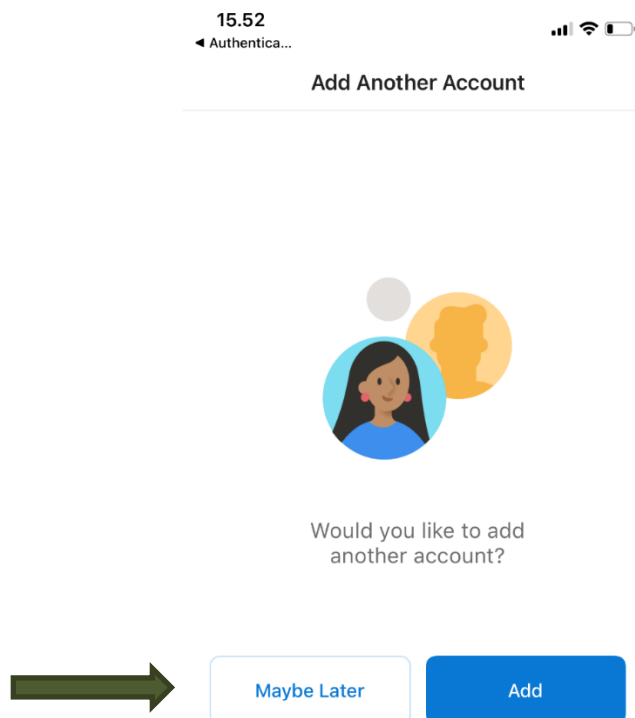 15.52
◀ Authentica...
Add Another Account
Would you like to add
another account?
Maybe Later
Add